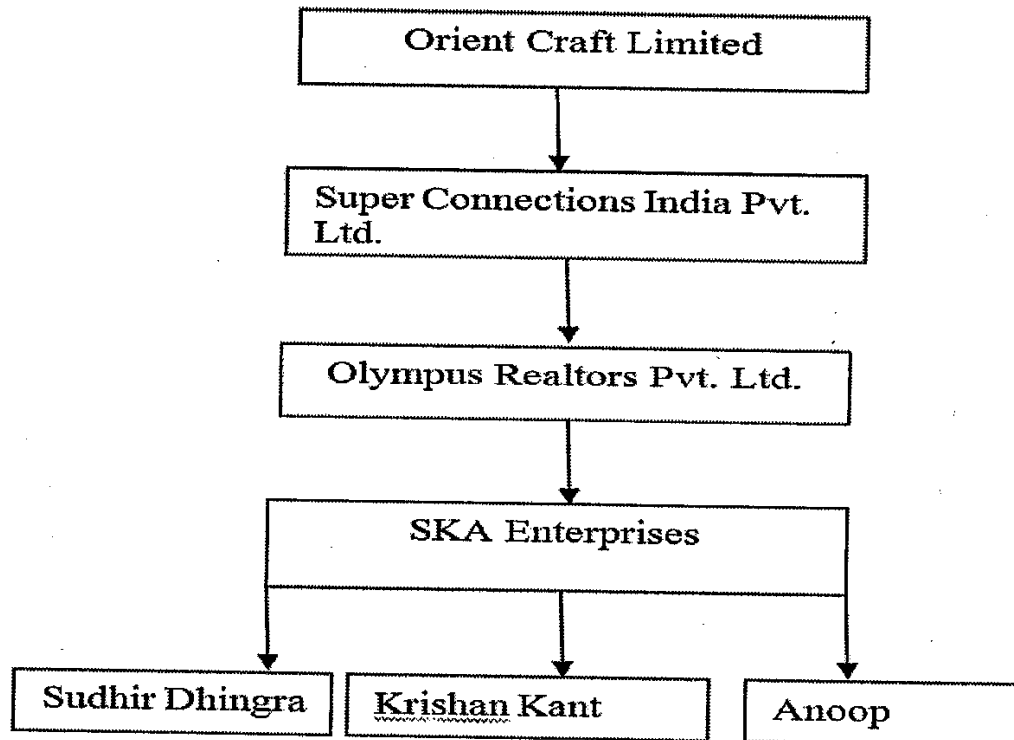 Orient Craft Limited
Super Connections India Pvt.
Ltd.
Olympus Realtors Pvt. Ltd.
SKA Enterprises
Sudhir Dhingra
Krishan Kant
Anoop